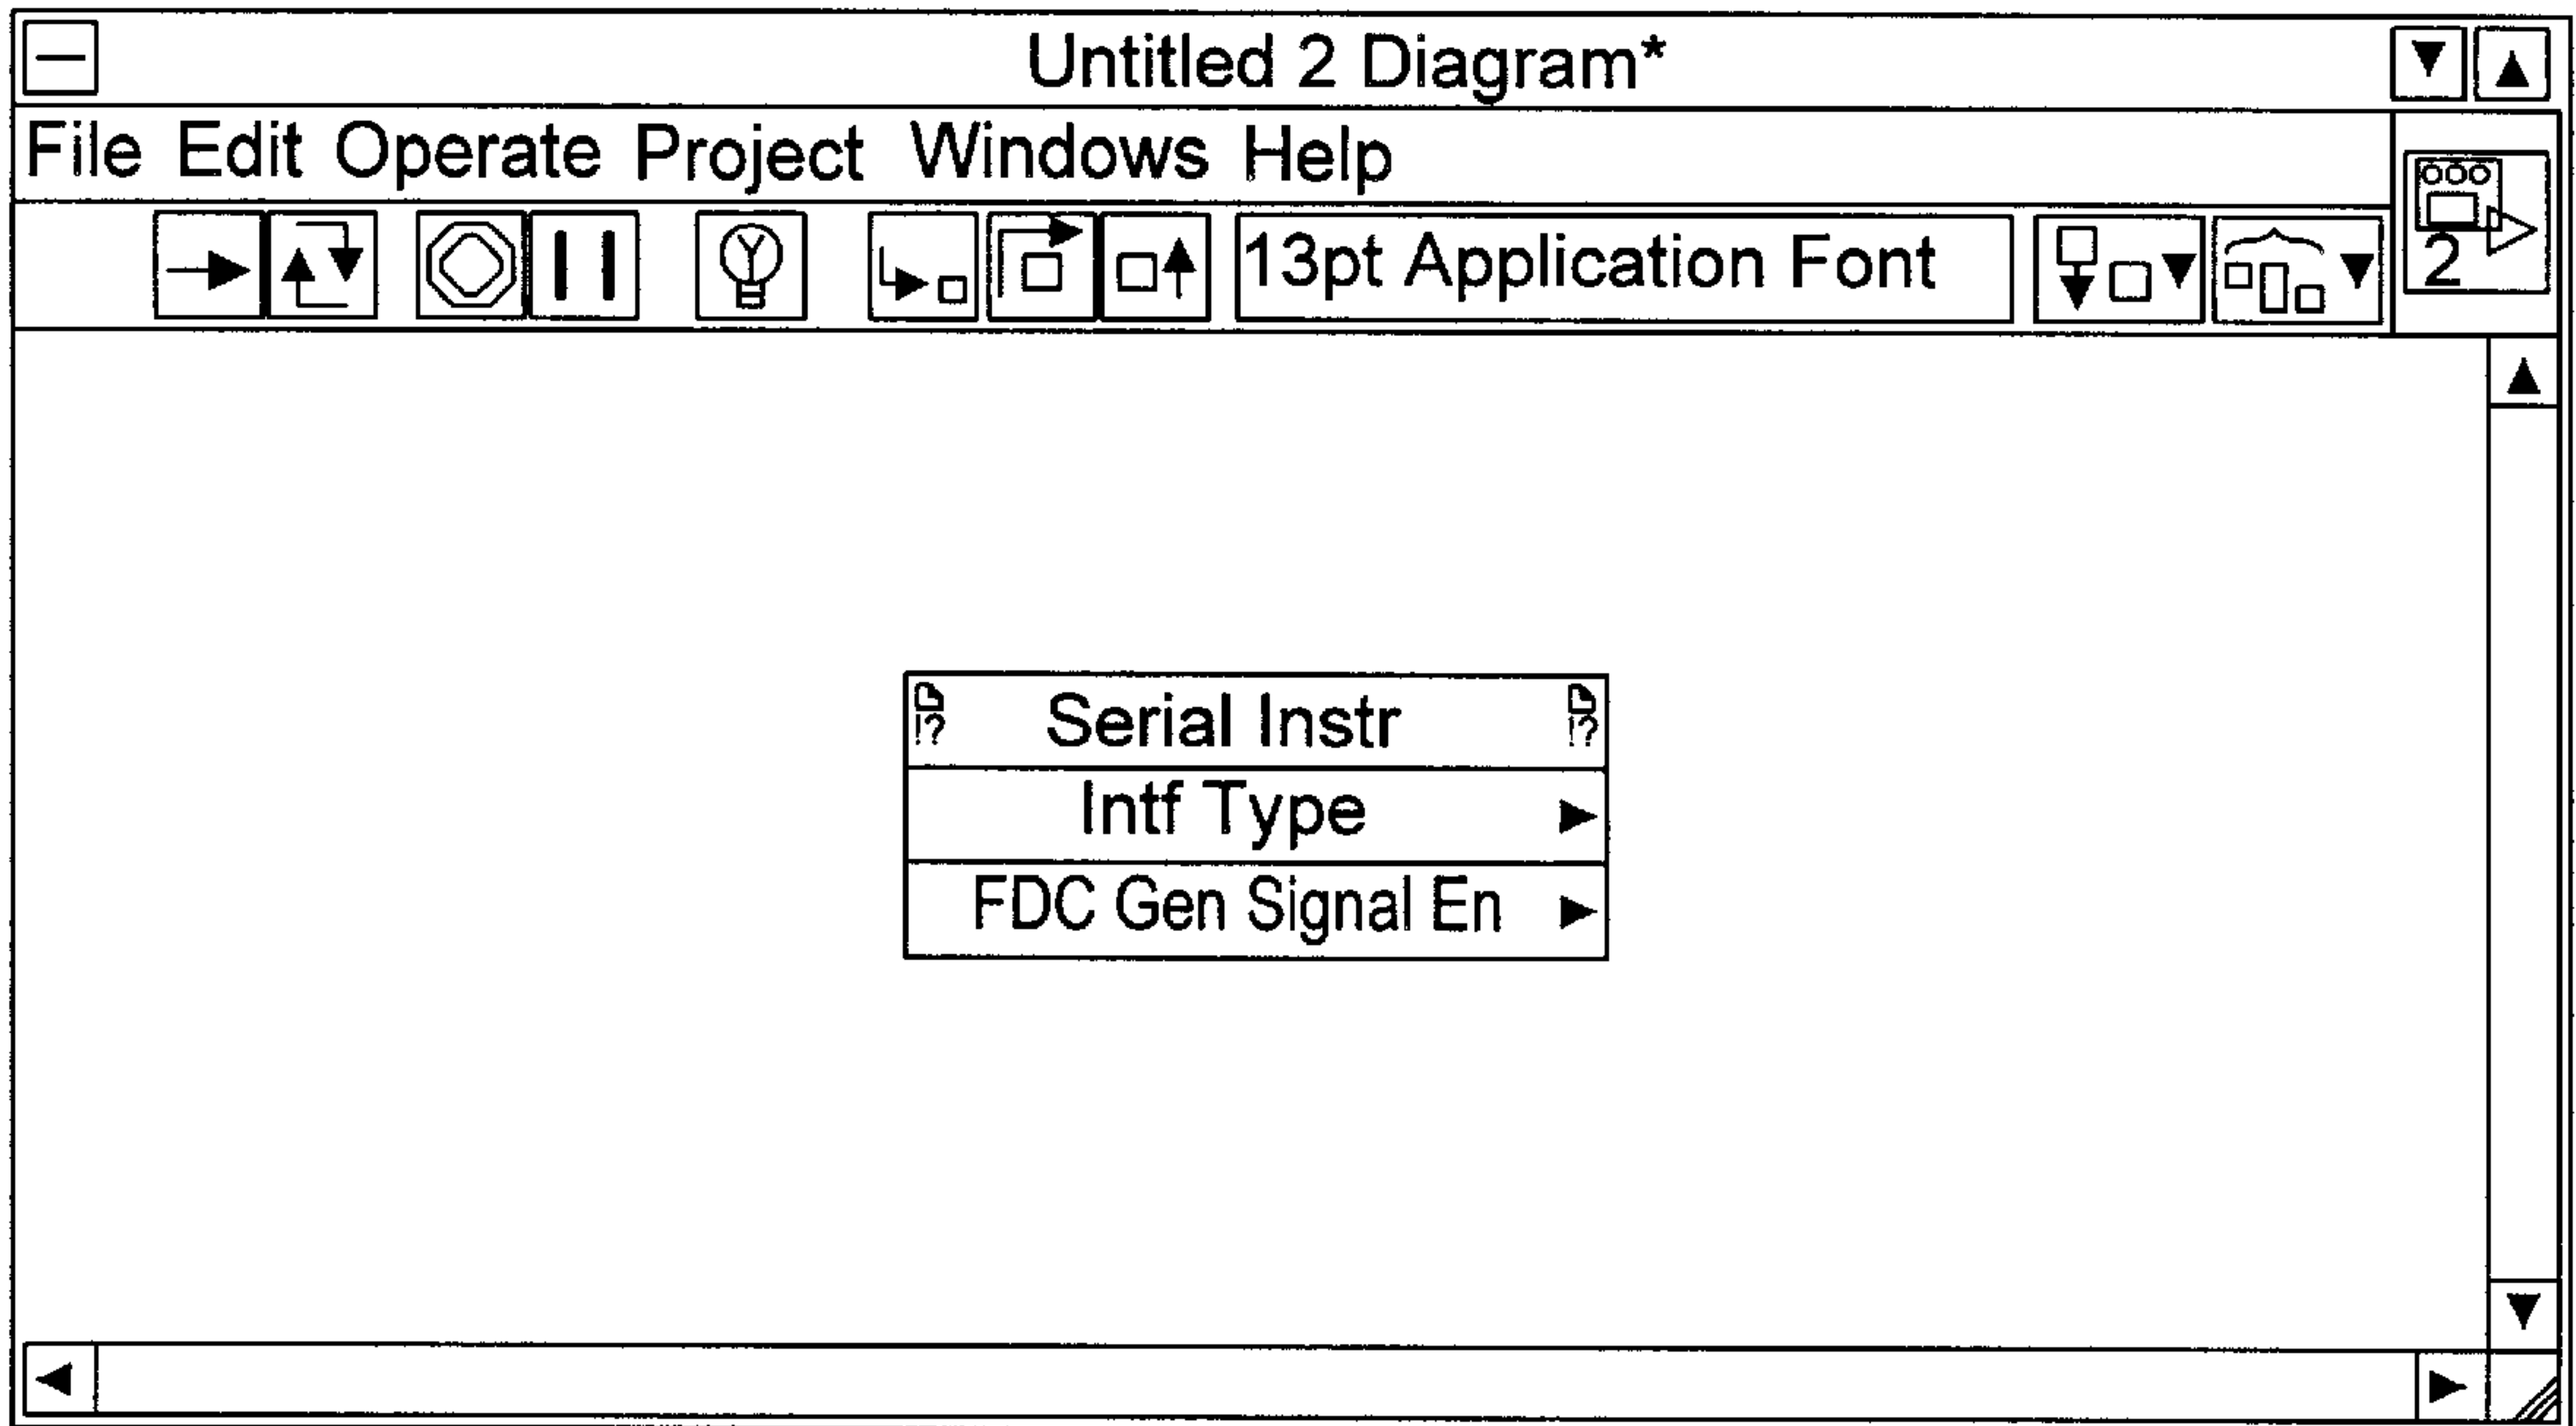 Untitled 2 Diagram*
File Edit Operate Project Windows Help
13pt Application Font
2
!? Serial Instr !?
Intf Type
FDC Gen Signal En